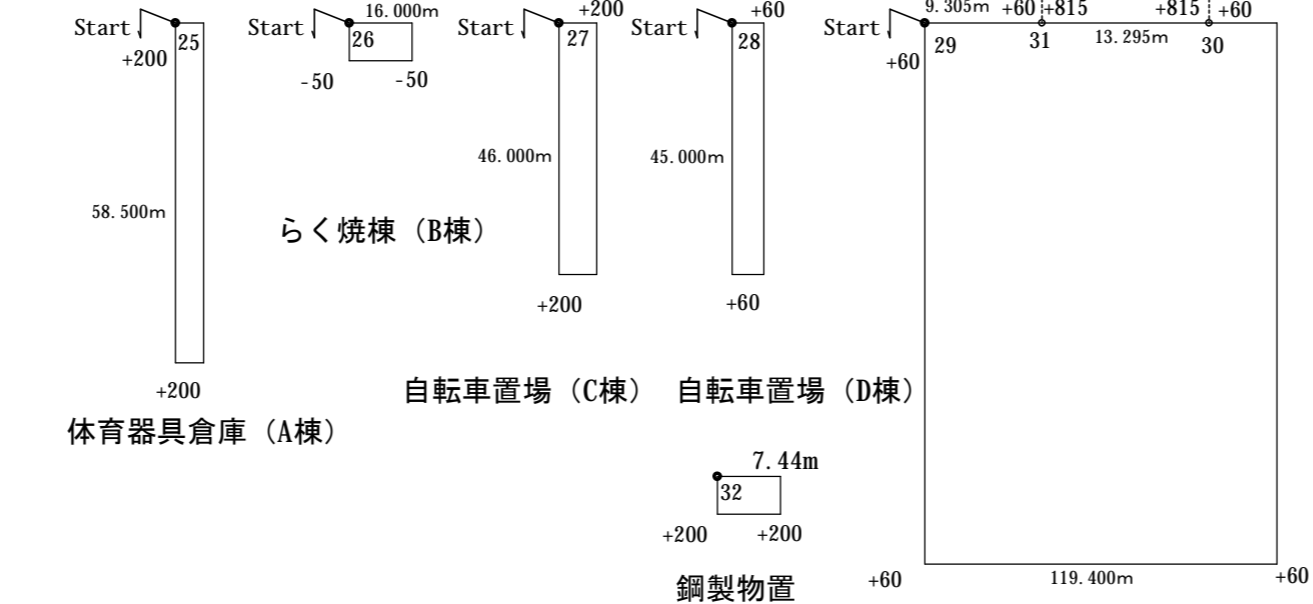 Start
25
+200
58.500m
+200
体育器具倉庫（A棟）
Start
16.000m
26
-50
-50
らく焼棟（B棟）
Start
+200
27
46.000m
+200
自転車置場（C棟）
Start
+60
28
45.000m
+60
自転車置場（D棟）
7.44m
32
+200
+200
鋼製物置
Start
9.305m
+60
+815
+815
+60
29
31
13.295m
30
+60
+60
119.400m
+60